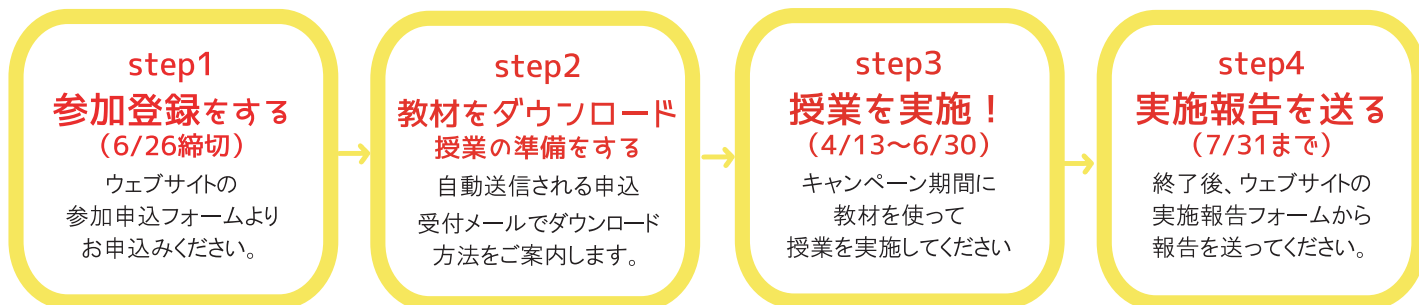 step1
参加登録をする
（6/26締切）
ウェブサイトの
参加申込フォームより
お申込みください。
step2
教材をダウンロード
授業の準備をする
自動送信される申込
受付メールでダウンロード
方法をご案内します。
step3
授業を実施！
（4/13～6/30）
キャンペーン期間に
教材を使って
授業を実施してください
step4
実施報告を送る
（7/31まで）
終了後、ウェブサイトの
実施報告フォームから
報告を送ってください。